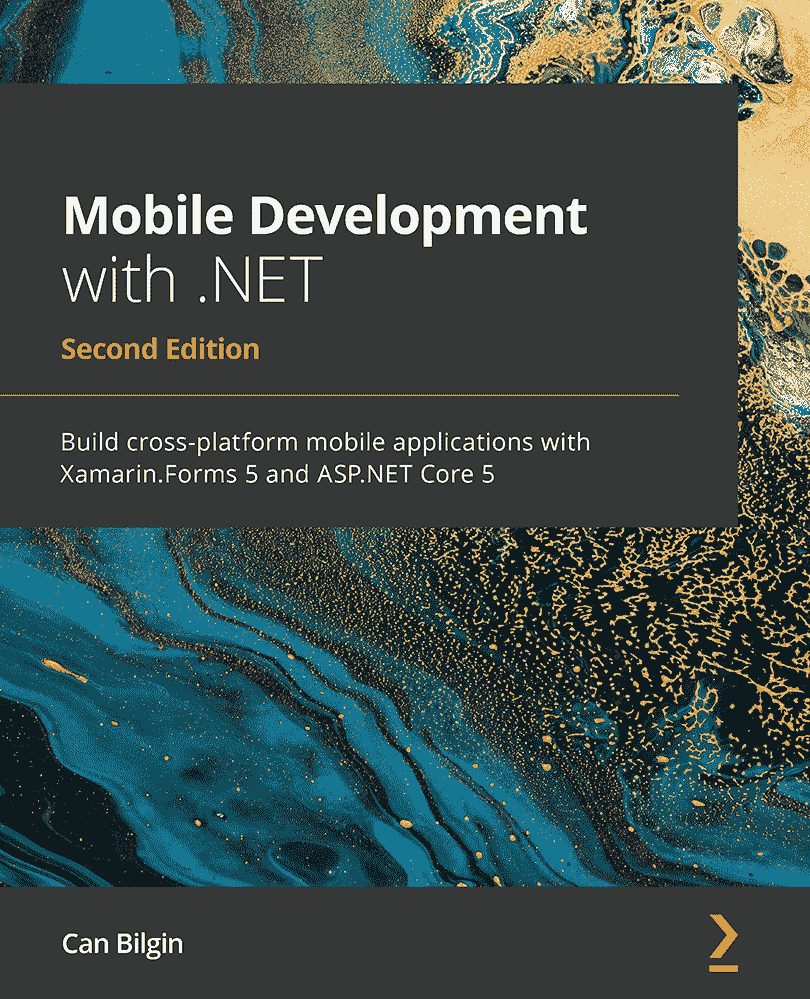 Mobile Development
with .NET
Second Edition
Build cross-platform mobile applications with
Xamarin.Forms 5 and ASP.NET Core 5
Can Bilgin